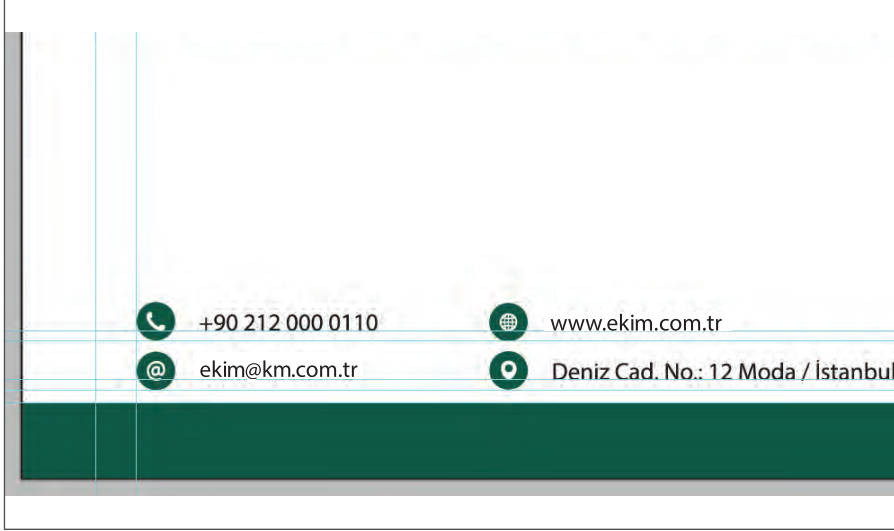 +90 212 000 0110
www.ekim.com.tr
@ ekim@km.com.tr
Deniz Cad. No.: 12 Moda / İstanbul